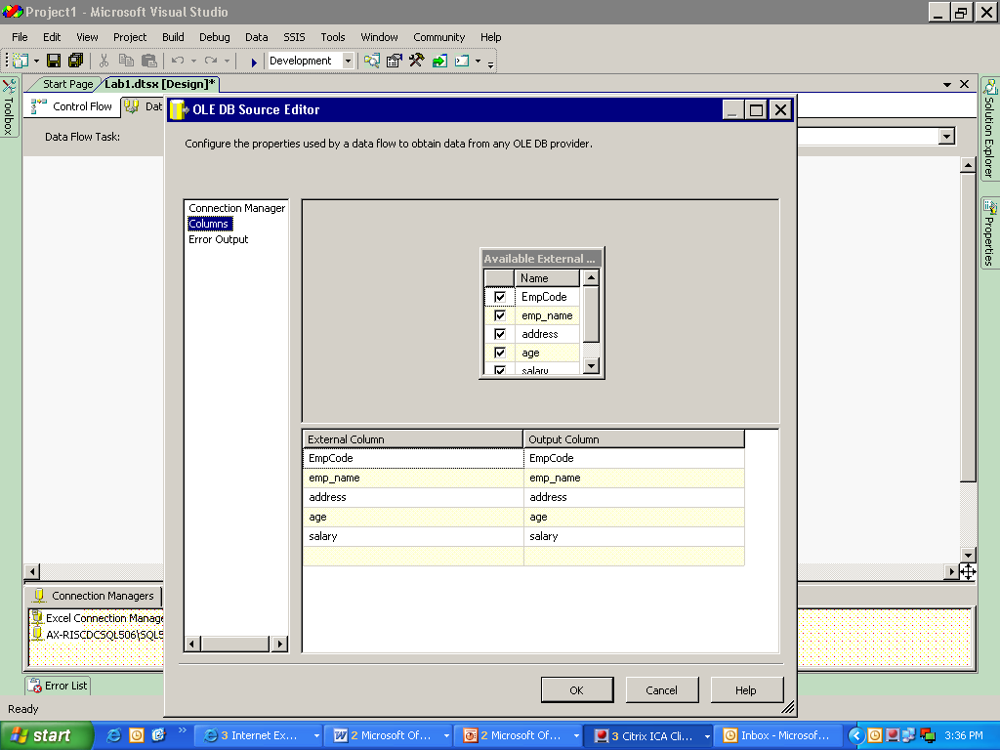 Project1 - Microsoft Visual Studio
File Edit View Project Build Debug Data SSIS Tools Window Community Help
Development
Start Page Lab1.dtsx [Design]*
Toolbox
Control Flow Dat
Data Flow Task:
Solution Explorer
Properties
OLE DB Source Editor
Configure the properties used by a data flow to obtain data from any OLE DB provider.
Connection Manager
Columns
Error Output
Available External ...
Name
EmpCode
emp_name
address
age
salary
External Column Output Column
EmpCode EmpCode
emp_name emp_name
address address
age age
salary salary
Connection Managers
Excel Connection Manage
AX-RISCDCSQL506\SQL5
OK Cancel Help
Error List
Ready
start 3 Internet Ex... 2 Microsoft Of... 2 Microsoft Of... 3 Citrix ICA Cli... Inbox - Microsof... 3:36 PM